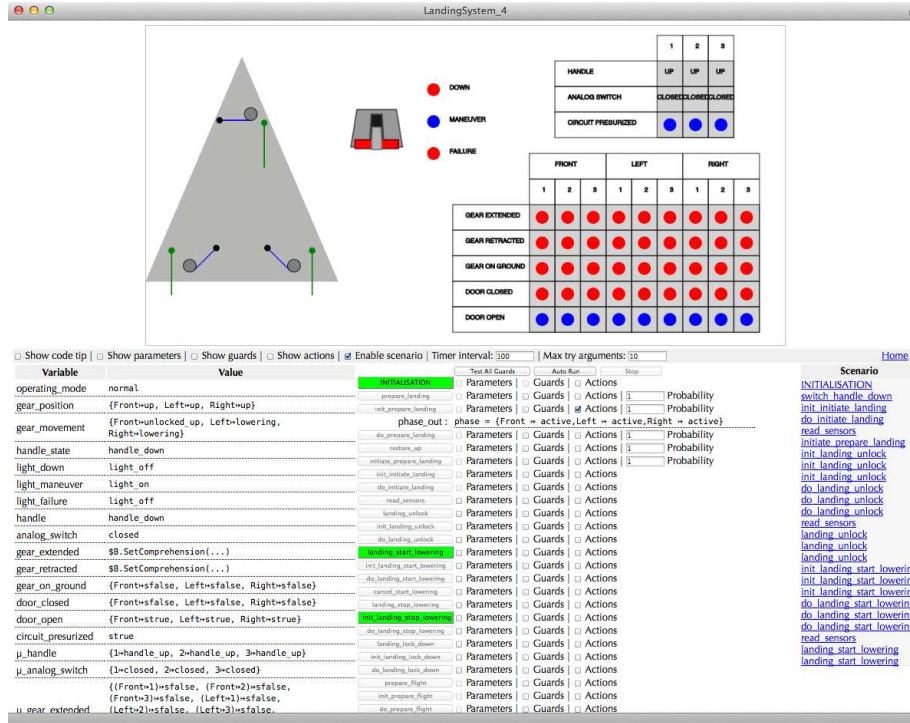 LandingSystem_4
1 2 3
HANDLE UP UP UP
ANALOG SWITCH CLOSED CLOSED CLOSED
CIRCUIT PRESURIZED
DOWN
MANEUVER
FAILURE
FRONT LEFT RIGHT
1 2 3 1 2 3 1 2 3
GEAR EXTENDED
GEAR RETRACTED
GEAR ON GROUND
DOOR CLOSED
DOOR OPEN
Show code tip | Show parameters | Show guards | Show actions | Enable scenario | Timer interval: 100 | Max try arguments: 10 Home
Variable Value
operating_mode normal
gear_position {Front↦up, Left↦up, Right↦up}
gear_movement {Front↦unlocked_up, Left↦lowering,
Right↦lowering}
handle_state handle_down
light_down light_off
light_maneuver light_on
light_failure light_off
handle handle_down
analog_switch closed
gear_extended $B.SetComprehension(...)
gear_retracted $B.SetComprehension(...)
gear_on_ground {Front↦sfalse, Left↦sfalse, Right↦sfalse}
door_closed {Front↦sfalse, Left↦sfalse, Right↦sfalse}
door_open {Front↦strue, Left↦strue, Right↦strue}
circuit_presurized strue
μ_handle {1↦handle_up, 2↦handle_up, 3↦handle_up}
μ_analog_switch {1↦closed, 2↦closed, 3↦closed}
{(Front↦1)↦sfalse, (Front↦2)↦sfalse,
(Front↦3)↦sfalse, (Left↦1)↦sfalse,
μ_gear_extended (Left↦2)↦sfalse, (Left↦3)↦sfalse,
Test All Guards Auto Run Stop
INITIALISATION Parameters | Guards | Actions
prepare_landing Parameters | Guards | Actions | 1 Probability
init_prepare_landing Parameters | Guards | Actions | 1 Probability
phase_out : phase ≔ {Front ↦ active,Left ↦ active,Right ↦ active}
do_prepare_landing Parameters | Guards | Actions | 1 Probability
restore_up Parameters | Guards | Actions | 1 Probability
initiate_prepare_landing Parameters | Guards | Actions | 1 Probability
init_initiate_landing Parameters | Guards | Actions
do_initiate_landing Parameters | Guards | Actions
read_sensors Parameters | Guards | Actions
landing_unlock Parameters | Guards | Actions
init_landing_unlock Parameters | Guards | Actions
do_landing_unlock Parameters | Guards | Actions
landing_start_lowering Parameters | Guards | Actions
init_landing_start_lowering Parameters | Guards | Actions
do_landing_start_lowering Parameters | Guards | Actions
cancel_start_lowering Parameters | Guards | Actions
landing_stop_lowering Parameters | Guards | Actions
init_landing_stop_lowering Parameters | Guards | Actions
do_landing_stop_lowering Parameters | Guards | Actions
landing_lock_down Parameters | Guards | Actions
init_landing_lock_down Parameters | Guards | Actions
do_landing_lock_down Parameters | Guards | Actions
prepare_flight Parameters | Guards | Actions
init_prepare_flight Parameters | Guards | Actions
do_prepare_flight Parameters | Guards | Actions
Scenario
INITIALISATION
switch_handle_down
init_initiate_landing
do_initiate_landing
read_sensors
initiate_prepare_landing
init_landing_unlock
init_landing_unlock
init_landing_unlock
do_landing_unlock
do_landing_unlock
do_landing_unlock
read_sensors
landing_unlock
landing_unlock
landing_unlock
init_landing_start_lowerin
init_landing_start_lowerin
init_landing_start_lowerin
do_landing_start_lowerin
do_landing_start_lowerin
do_landing_start_lowerin
read_sensors
landing_start_lowering
landing_start_lowering